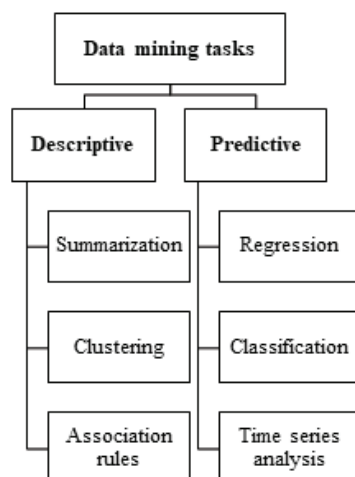 Data mining tasks
Descriptive
Predictive
Summarization
Regression
Clustering
Classification
Association
rules
Time series
analysis